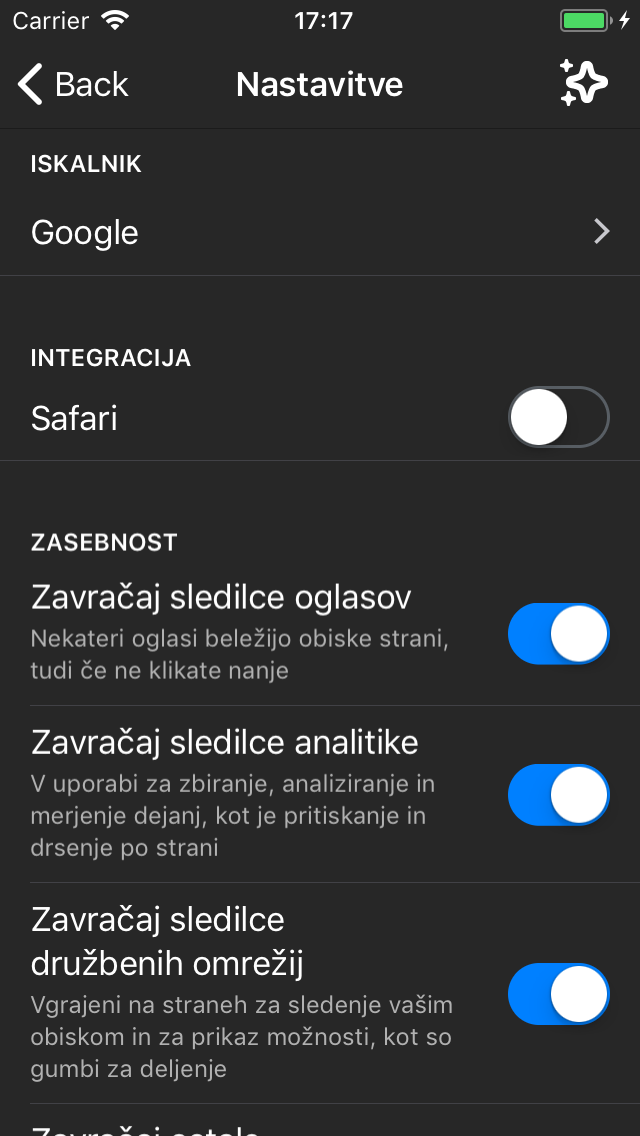 Carrier 17:17
Back Nastavitve
ISKALNIK
Google
INTEGRACIJA
Safari
ZASEBNOST
Zavračaj sledilce oglasov
Nekateri oglasi beležijo obiske strani,
tudi če ne klikate nanje
Zavračaj sledilce analitike
V uporabi za zbiranje, analiziranje in
merjenje dejanj, kot je pritiskanje in
drsenje po strani
Zavračaj sledilce
družbenih omrežij
Vgrajeni na straneh za sledenje vašim
obiskom in za prikaz možnosti, kot so
gumbi za deljenje
Zavračaj